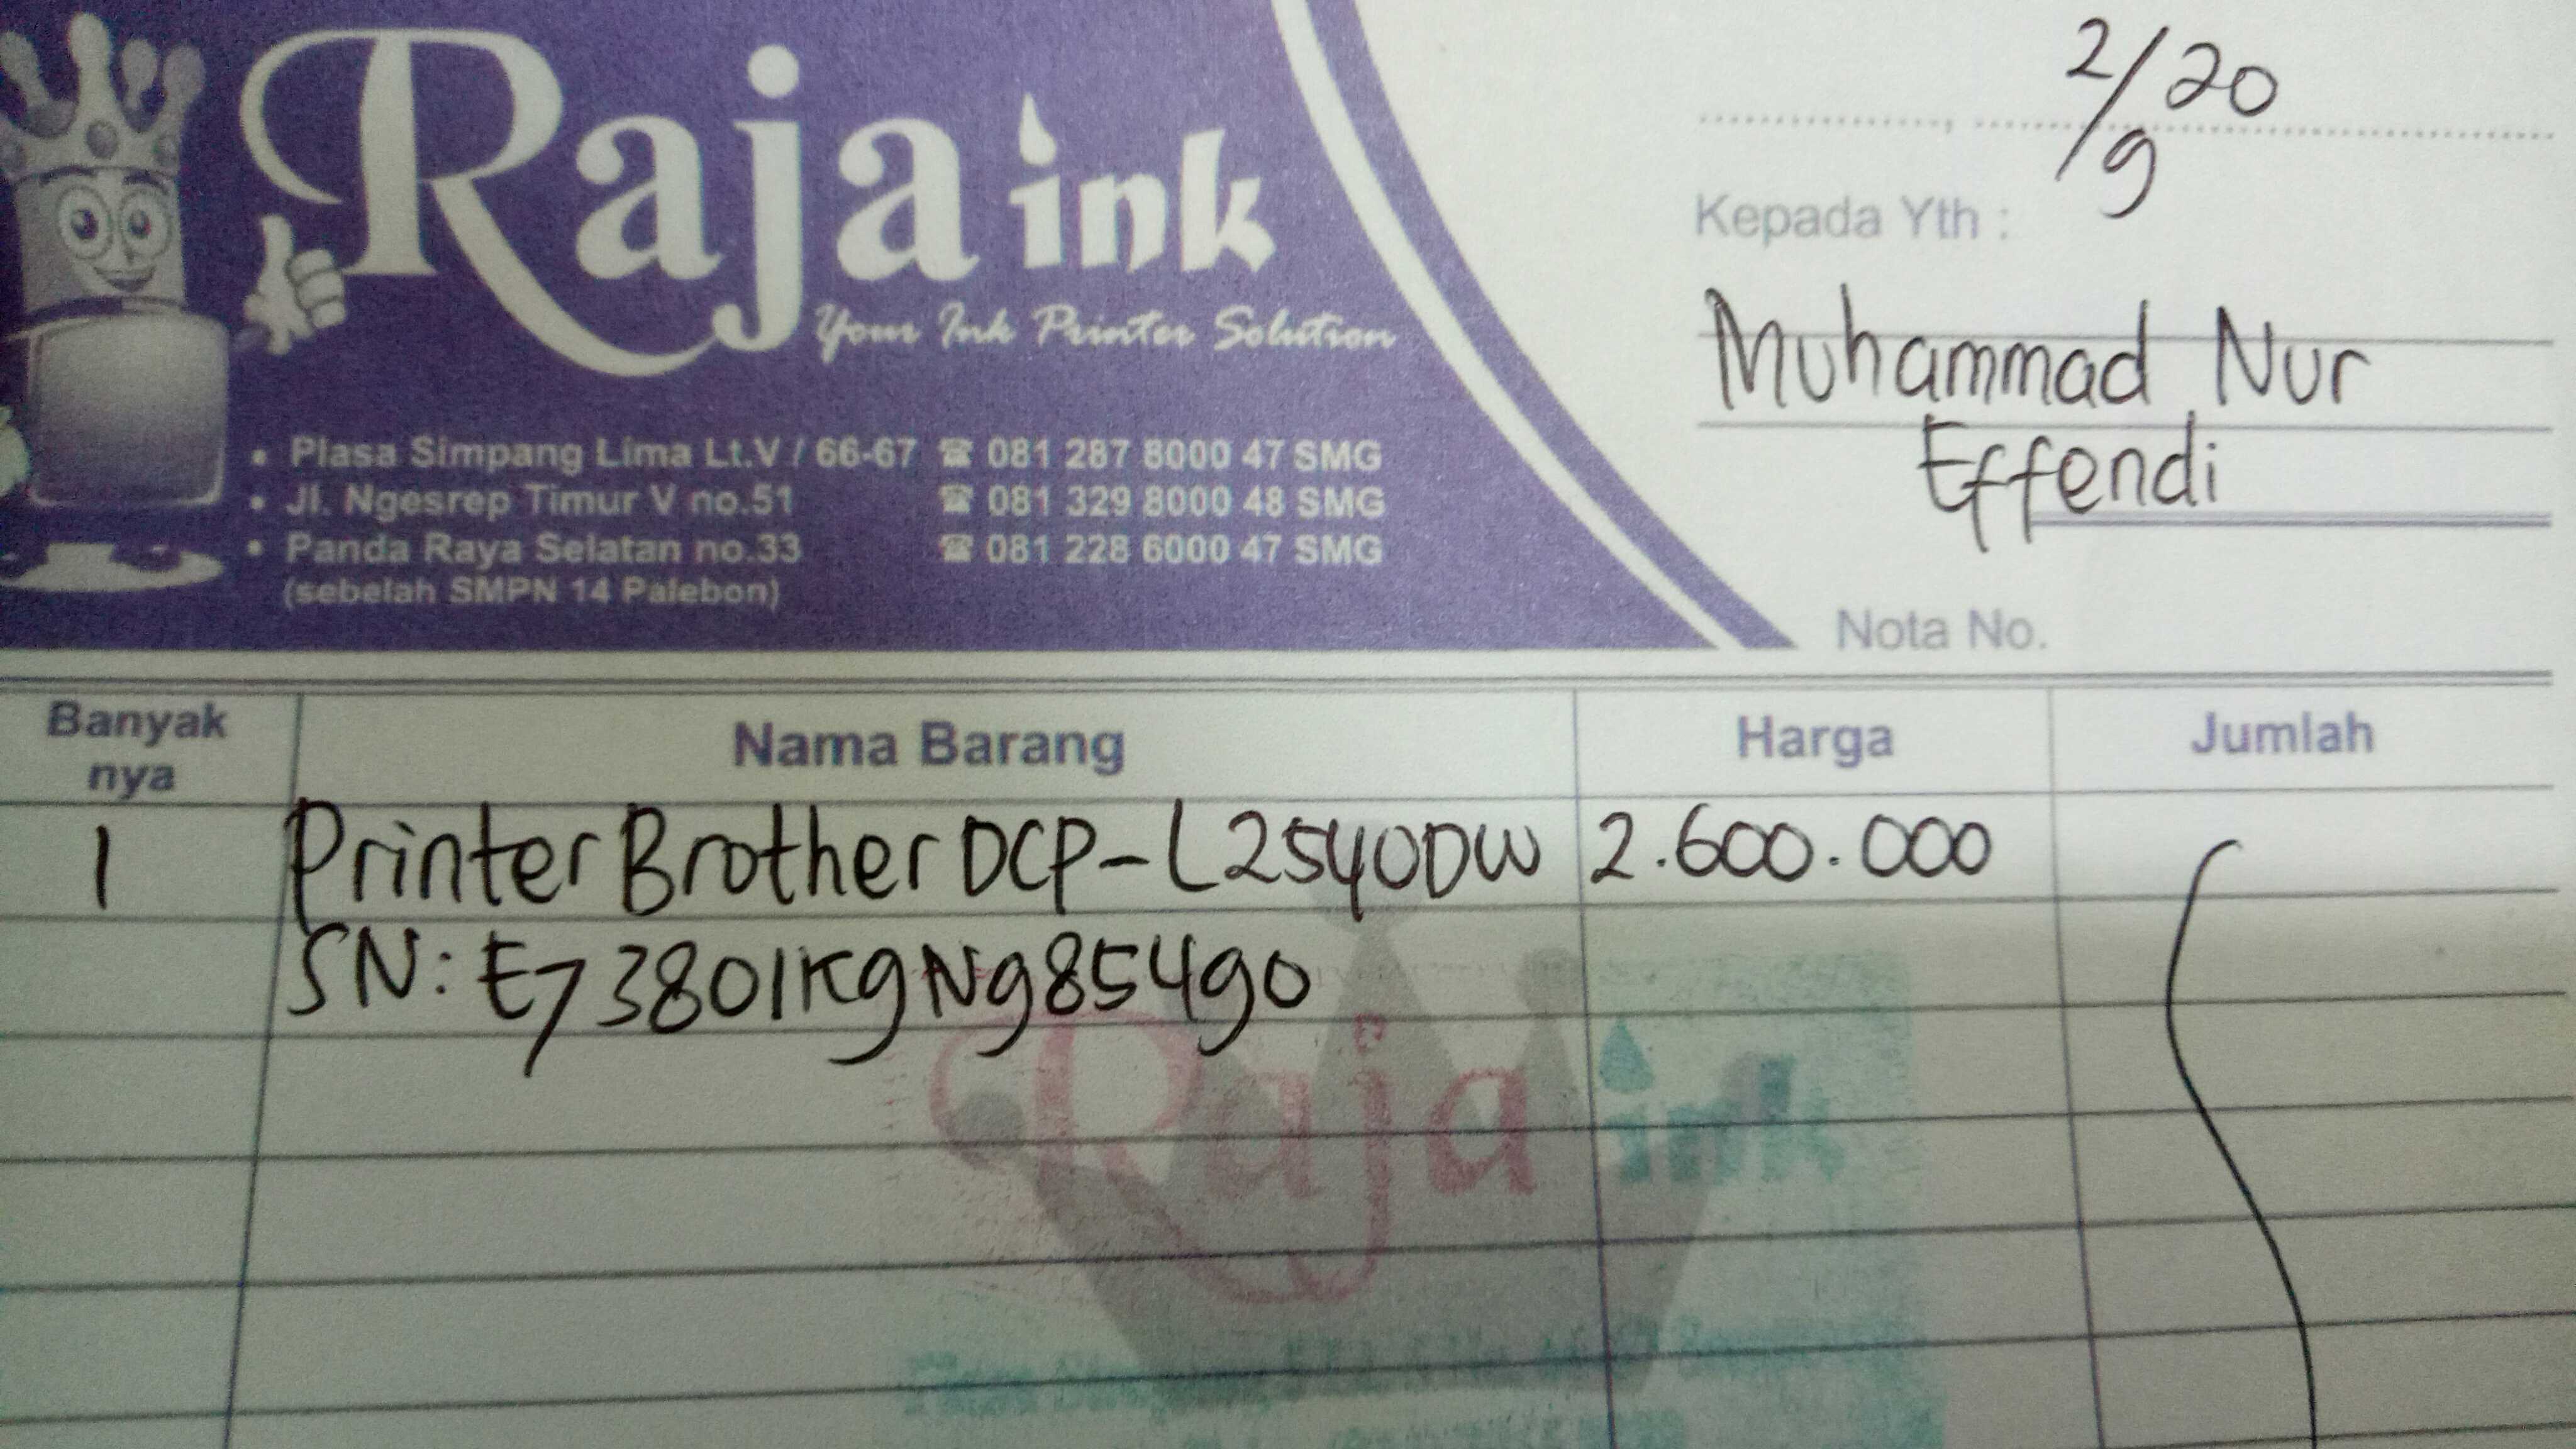 Raja ink
Your Ink Printer Solution
• Plasa Simpang Lima Lt.V / 66-67 ☎ 081 287 8000 47 SMG
• Jl. Ngesrep Timur V no.51 ☎ 081 329 8000 48 SMG
• Panda Raya Selatan no.33 ☎ 081 228 6000 47 SMG
(sebelah SMPN 14 Palebon)
2/9 20
Kepada Yth :
Muhammad Nur
Effendi
Nota No.
Banyak nya Nama Barang Harga Jumlah
1 Printer Brother DCP-L2540DW 2.600.000
SN: E73801K9N985490
Raja ink